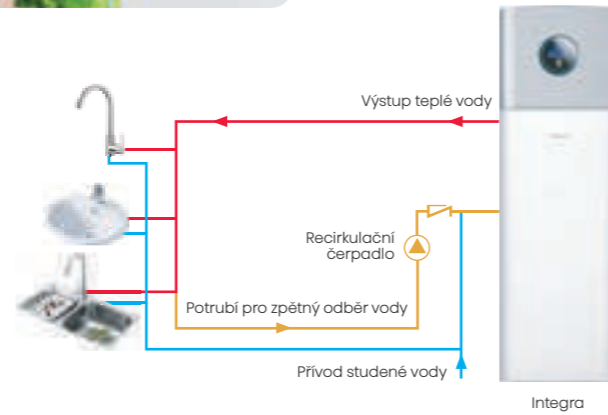 Výstup teplé vody
Recirkulační
čerpadlo
Potrubí pro zpětný odběr vody
Přívod studené vody
Integra